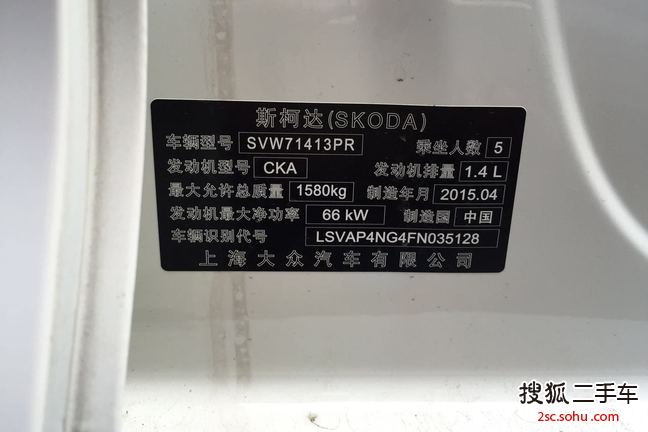 斯柯达(SKODA)
车辆型号 SVW71413PR 乘坐人数 5
发动机型号 CKA 发动机排量 1.4 L
最大允许总质量 1580kg 制造年月 2015.04
发动机最大净功率 66 kW 制造国 中国
车辆识别代号 LSVAP4NG4FN035128
上海大众汽车有限公司
搜狐二手车
2sc.sohu.com